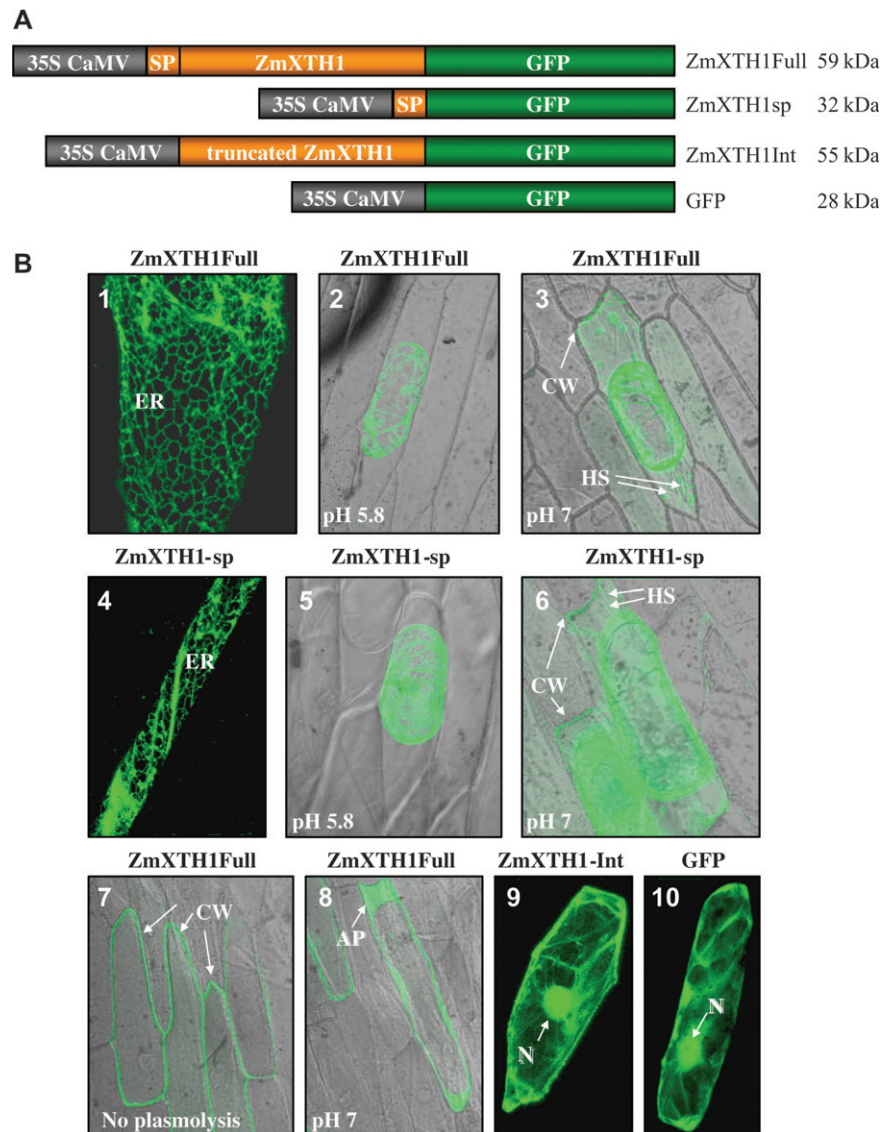 A
35S CaMV SP ZmXTH1 GFP ZmXTH1Full 59 kDa
35S CaMV SP GFP ZmXTH1sp 32 kDa
35S CaMV truncated ZmXTH1 GFP ZmXTH1Int 55 kDa
35S CaMV GFP GFP 28 kDa
B
ZmXTH1Full ZmXTH1Full ZmXTH1Full
1 2 3
ER
CW
HS
pH 5.8 pH 7
ZmXTH1-sp ZmXTH1-sp ZmXTH1-sp
4 5 6
HS
ER
CW
pH 5.8 pH 7
ZmXTH1Full ZmXTH1Full ZmXTH1-Int GFP
7 8 9 10
CW
AP
N
N
No plasmolysis pH 7